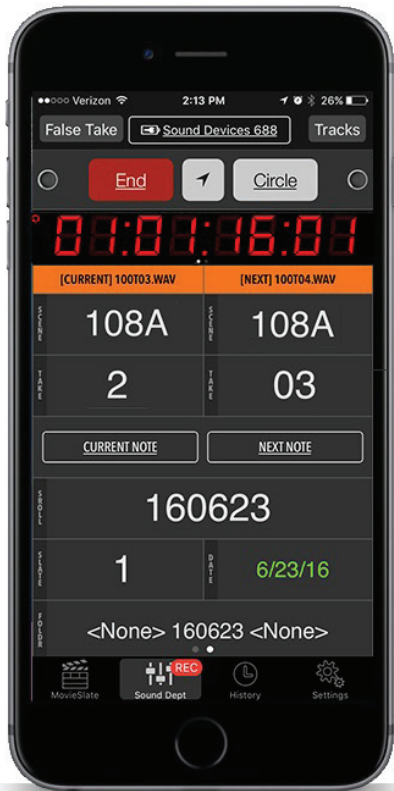 Verizon 2:13 PM 26%
False Take Sound Devices 688 Tracks
End Circle
01:01:16:01
[CURRENT] 100T03.WAV [NEXT] 100T04.WAV
SCENE 108A SCENE 108A
TAKE 2 TAKE 03
CURRENT NOTE NEXT NOTE
SROLL 160623
SLATE 1 DATE 6/23/16
FOLDR <None> 160623 <None>
REC
MovieSlate Sound Dept History Settings